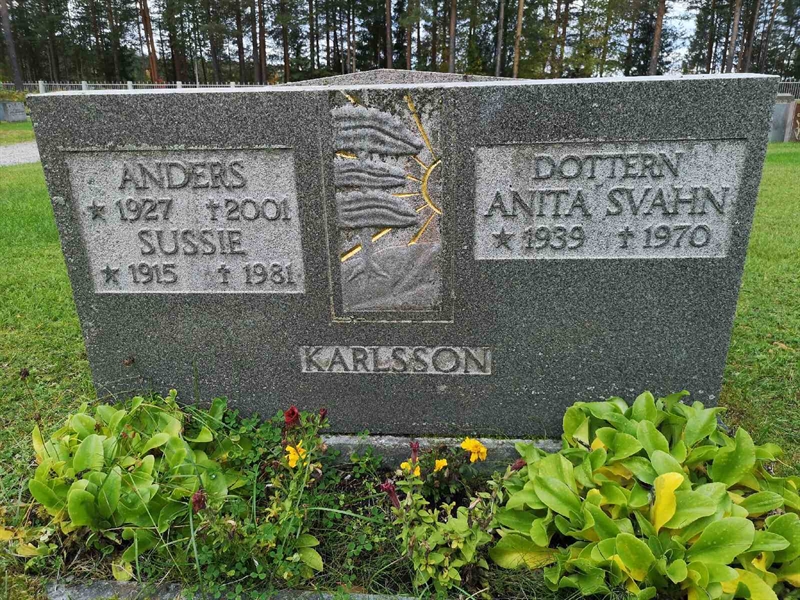 ANDERS
* 1927 †2001
SUSSIE
* 1915 † 1981
DOTTERN
ANITA SVAHN
* 1939 † 1970
KARLSSON